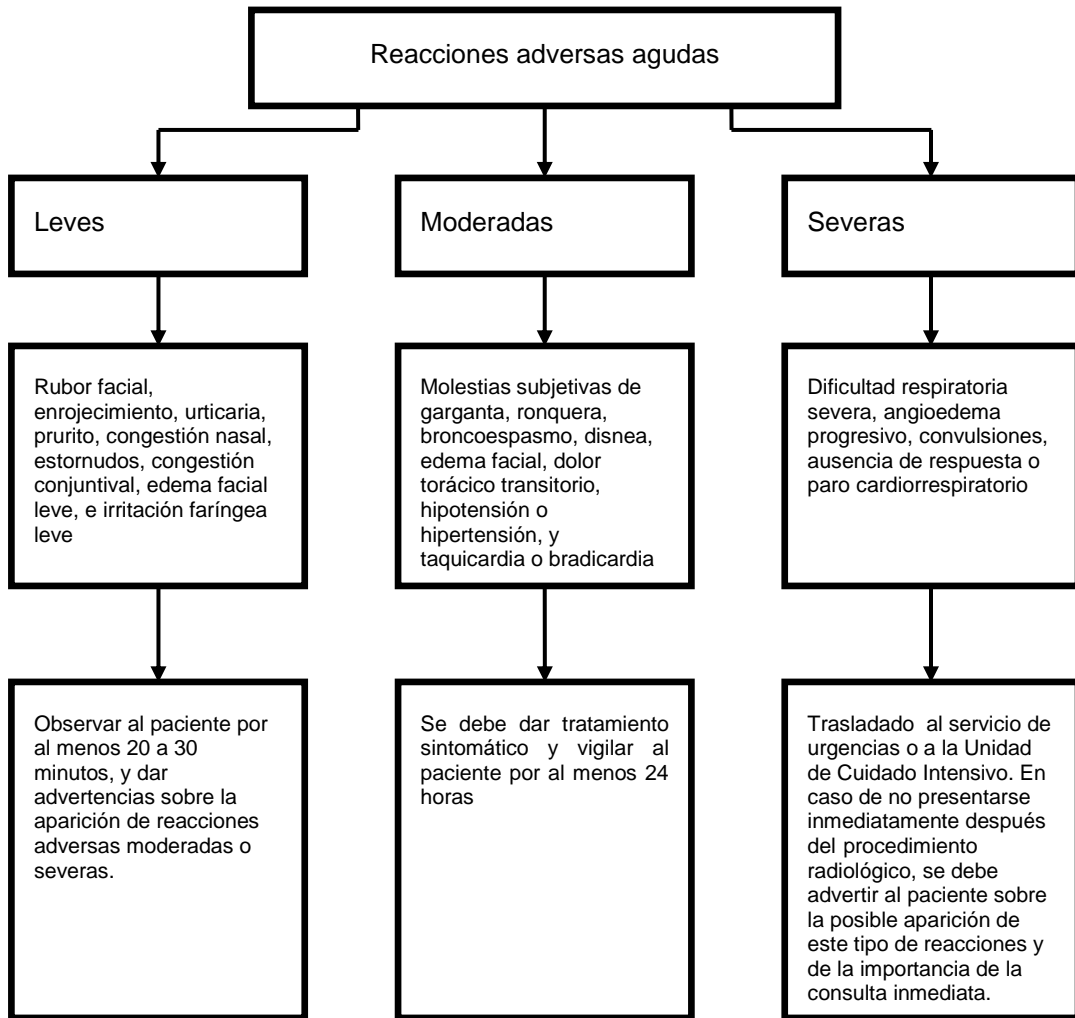 Reacciones adversas agudas
Leves
Moderadas
Severas
Rubor facial,
enrojecimiento, urticaria,
prurito, congestión nasal,
estornudos, congestión
conjuntival, edema facial
leve, e irritación faríngea
leve
Molestias subjetivas de
garganta, ronquera,
broncoespasmo, disnea,
edema facial, dolor
torácico transitorio,
hipotensión o
hipertensión, y
taquicardia o bradicardia
Dificultad respiratoria
severa, angioedema
progresivo, convulsiones,
ausencia de respuesta o
paro cardiorrespiratorio
Observar al paciente por
al menos 20 a 30
minutos, y dar
advertencias sobre la
aparición de reacciones
adversas moderadas o
severas.
Se debe dar tratamiento
sintomático y vigilar al
paciente por al menos 24
horas
Trasladado al servicio de
urgencias o a la Unidad
de Cuidado Intensivo. En
caso de no presentarse
inmediatamente después
del procedimiento
radiológico, se debe
advertir al paciente sobre
la posible aparición de
este tipo de reacciones y
de la importancia de la
consulta inmediata.